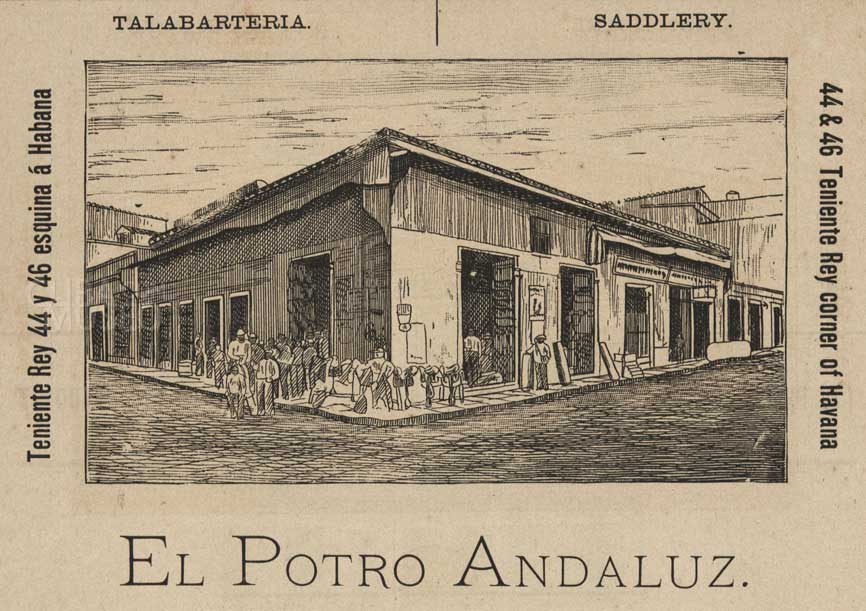 TALABARTERIA.
SADDLERY.
Teniente Rey 44 y 46 esquina á Habana
44 & 46 Teniente Rey corner of Havana
EL POTRO ANDALUZ.